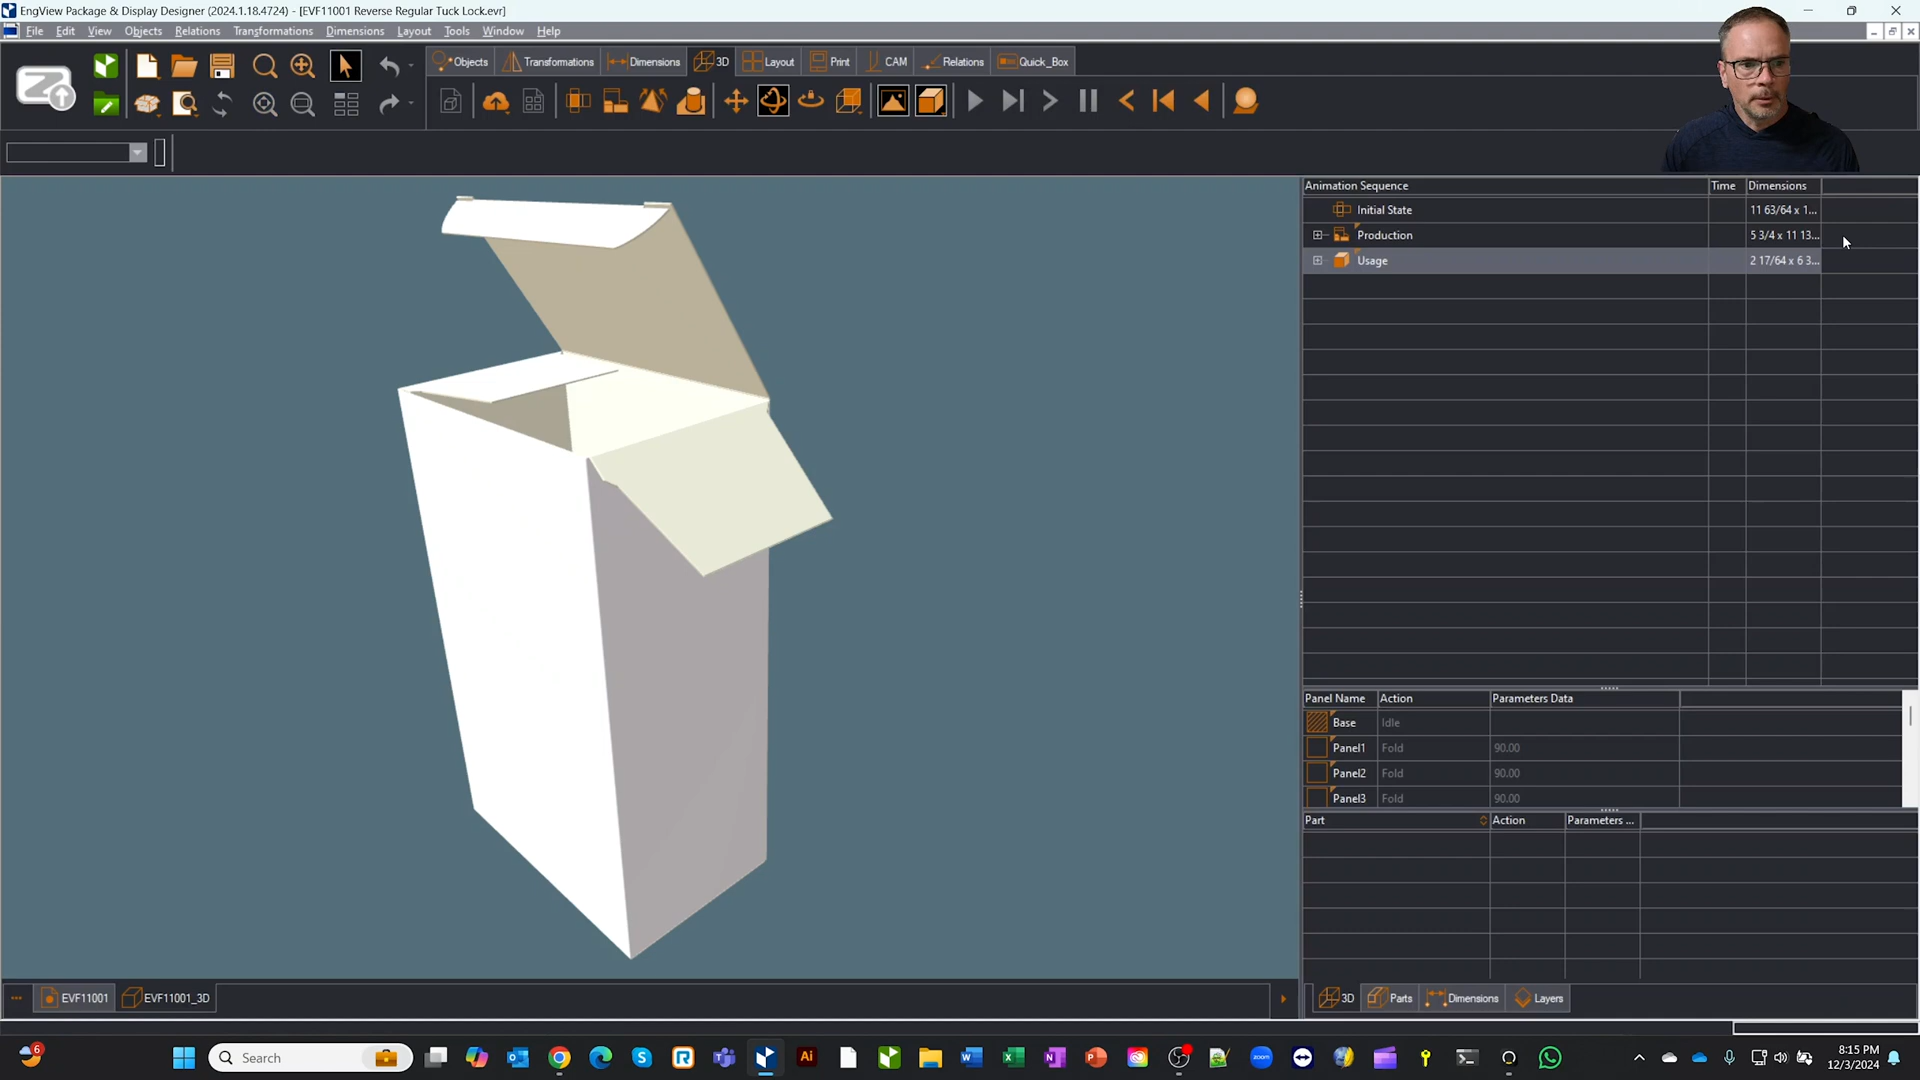 EngView Package & Display Designer (2024.1.18.4724) - [EVF11001 Reverse Regular Tuck Lock.evr]
File Edit View Objects Relations Transformations Dimensions Layout Tools Window Help
Objects Transformations Dimensions 3D Layout Print CAM Relations Quick_Box
Animation Sequence Time Dimensions
Initial State 11 63/64 x 1...
Production 5 3/4 x 11 13...
Usage 2 17/64 x 6 3...
Panel Name Action Parameters Data
Base Idle
Panel1 Fold 90.00
Panel2 Fold 90.00
Panel3 Fold 90.00
Part Action Parameters ...
EVF11001 EVF11001_3D
3D Parts Dimensions Layers
6
Search
Ai
zoom
8:15 PM
12/3/2024